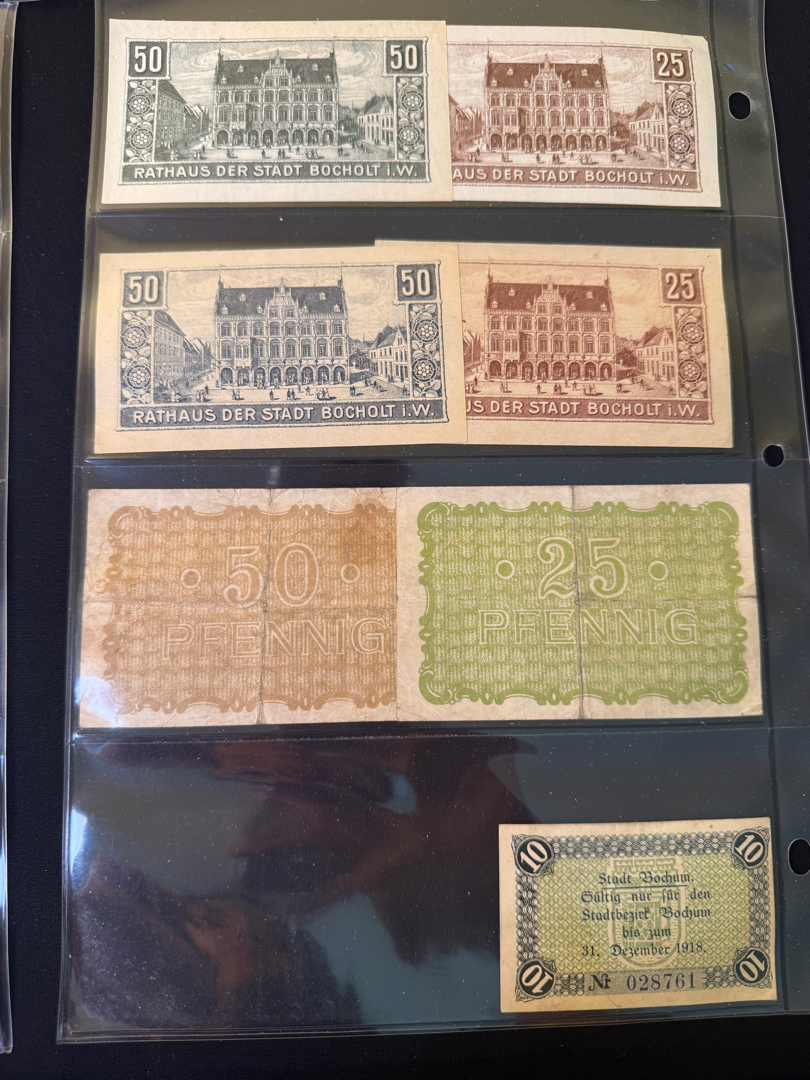 50 50
RATHAUS DER STADT BOCHOLT i.W.
25
AUS DER STADT BOCHOLT i.W.
50 50
RATHAUS DER STADT BOCHOLT i.W.
25
US DER STADT BOCHOLT i.W.
50
PFENNIG
25
PFENNIG
10 10
Stadt Bochum.
Gültig nur für den
Stadtbezirk Bochum
bis zum
31. Dezember 1918.
10 № 028761 10